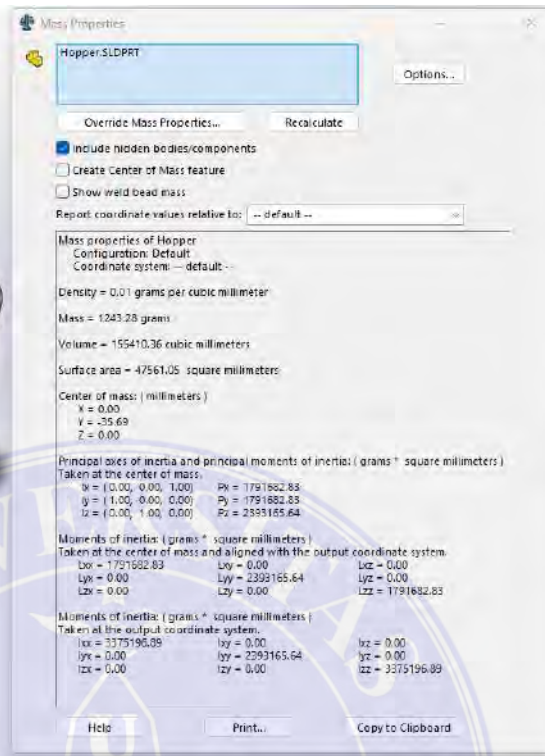 Mass Properties
Hopper.SLDPRT
Options...
Override Mass Properties... Recalculate
Include hidden bodies/components
Create Center of Mass feature
Show weld bead mass
Report coordinate values relative to: -- default --
Mass properties of Hopper
Configuration: Default
Coordinate system: -- default --
Density = 0.01 grams per cubic millimeter
Mass = 1243.28 grams
Volume = 155410.36 cubic millimeters
Surface area = 47561.05 square millimeters
Center of mass: ( millimeters )
X = 0.00
Y = -35.69
Z = 0.00
Principal axes of inertia and principal moments of inertia: ( grams * square millimeters )
Taken at the center of mass.
Ix = ( 0.00, 0.00, 1.00) Px = 1791682.83
Iy = ( 1.00, 0.00, 0.00) Py = 1791682.83
Iz = ( 0.00, 1.00, 0.00) Pz = 2393165.64
Moments of inertia: ( grams * square millimeters )
Taken at the center of mass and aligned with the output coordinate system.
Lxx = 1791682.83 Lxy = 0.00 Lxz = 0.00
Lyx = 0.00 Lyy = 2393165.64 Lyz = 0.00
Lzx = 0.00 Lzy = 0.00 Lzz = 1791682.83
Moments of inertia: ( grams * square millimeters )
Taken at the output coordinate system.
Ixx = 3375196.89 Ixy = 0.00 Ixz = 0.00
Iyx = 0.00 Iyy = 2393165.64 Iyz = 0.00
Izx = 0.00 Izy = 0.00 Izz = 3375196.89
Help Print... Copy to Clipboard